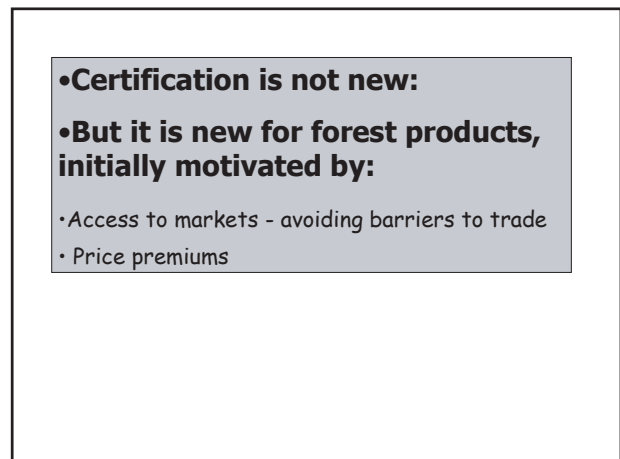 •Certification is not new:
•But it is new for forest products,
initially motivated by:
•Access to markets - avoiding barriers to trade
• Price premiums